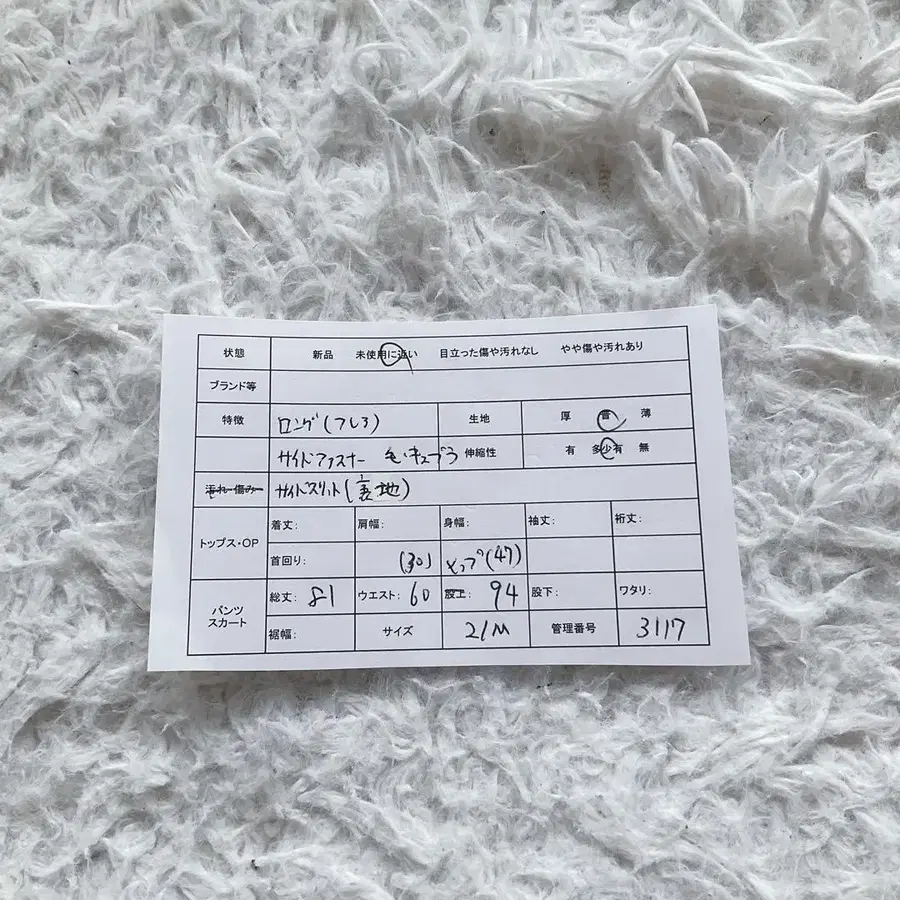 状態 新品 未使用に近い 目立った傷や汚れなし やや傷や汚れあり
ブランド等
特徴 ロング(フレア) 生地 厚 普 薄
サイドファスナー モ、キュプラ 伸縮性 有 多少有 無
汚れ・傷み サイドスリット(裏地)
トップス・OP 着丈: 肩幅: 身幅: 袖丈: 裄丈:
首回り: (30) ヒップ(47)
パンツ スカート 総丈: 81 ウエスト: 60 股上: 94 股下: ワタリ:
裾幅: サイズ 2/M 管理番号 3117